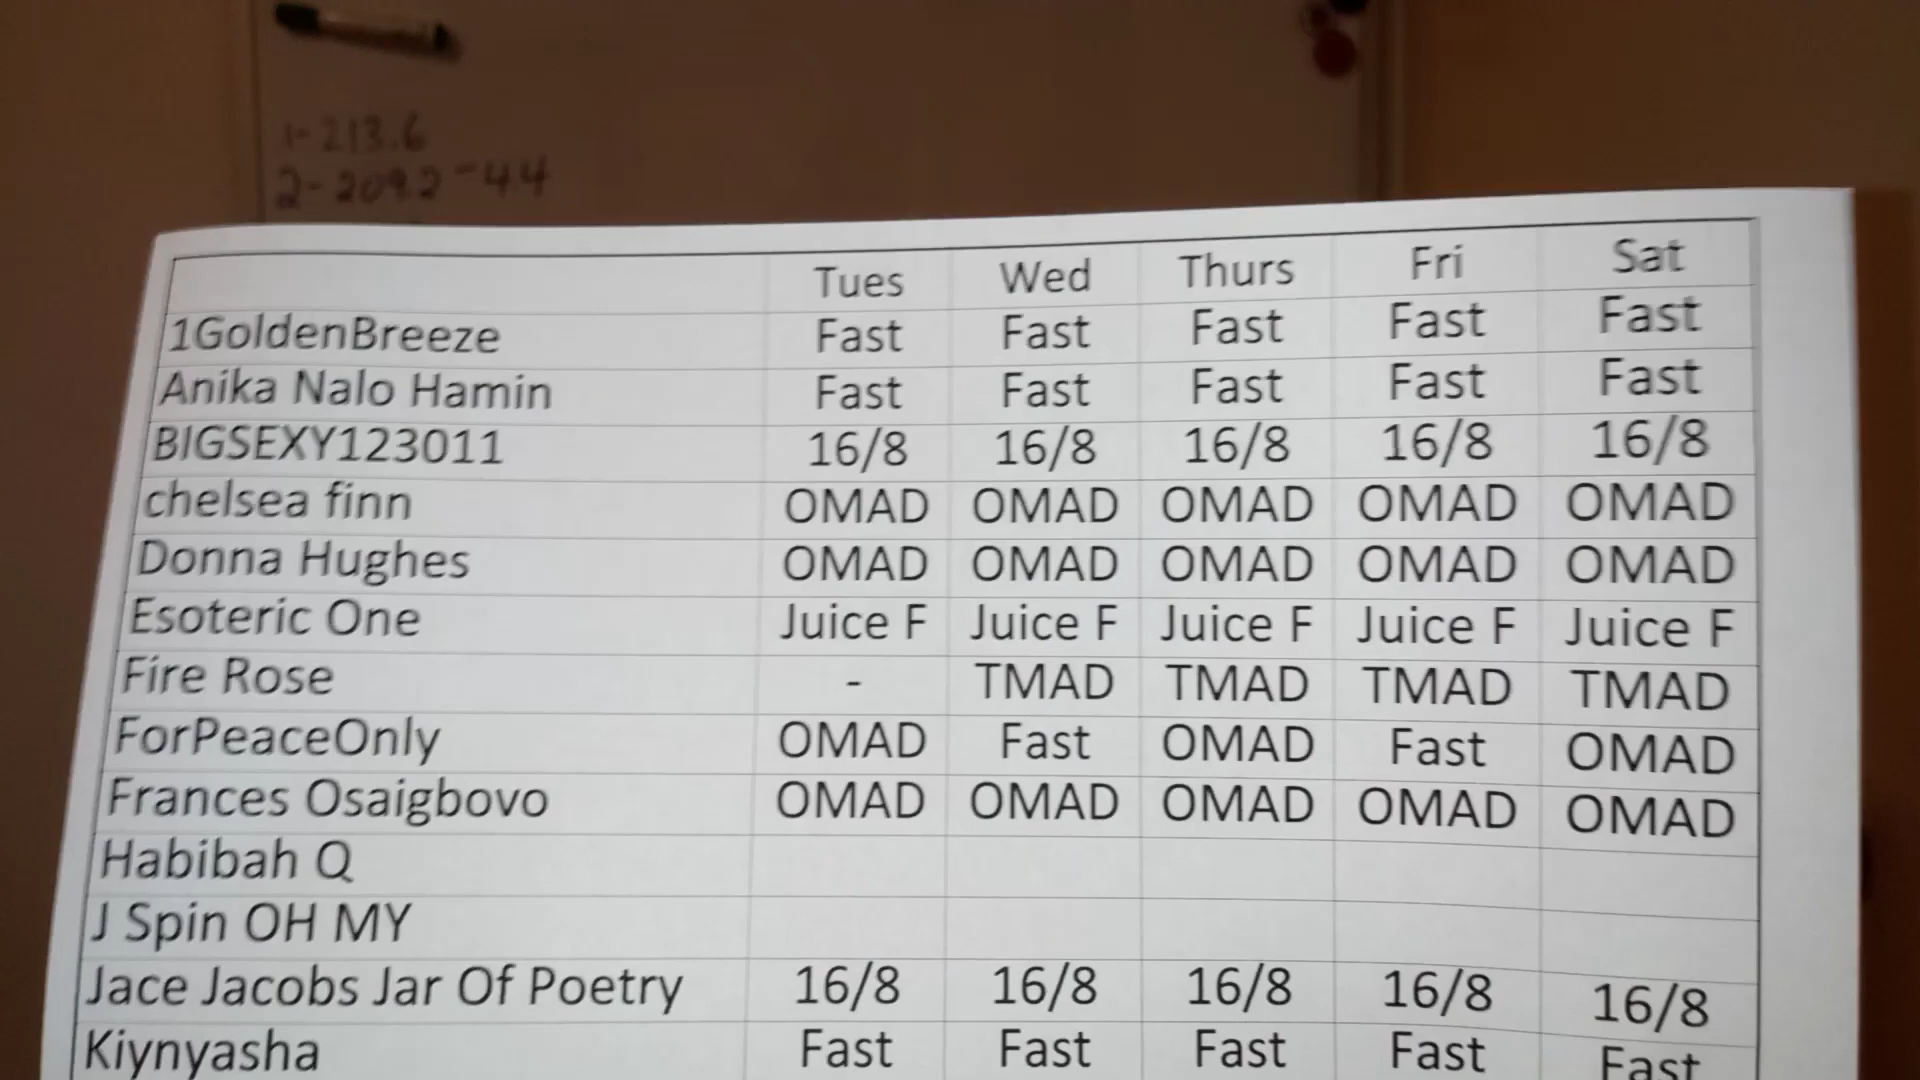 1-213.6
2-209.2 -4.4
Tues Wed Thurs Fri Sat
1GoldenBreeze Fast Fast Fast Fast Fast
Anika Nalo Hamin Fast Fast Fast Fast Fast
BIGSEXY123011 16/8 16/8 16/8 16/8 16/8
chelsea finn OMAD OMAD OMAD OMAD OMAD
Donna Hughes OMAD OMAD OMAD OMAD OMAD
Esoteric One Juice F Juice F Juice F Juice F Juice F
Fire Rose - TMAD TMAD TMAD TMAD
ForPeaceOnly OMAD Fast OMAD Fast OMAD
Frances Osaigbovo OMAD OMAD OMAD OMAD OMAD
Habibah Q
J Spin OH MY
Jace Jacobs Jar Of Poetry 16/8 16/8 16/8 16/8 16/8
Kiynyasha Fast Fast Fast Fast Fast